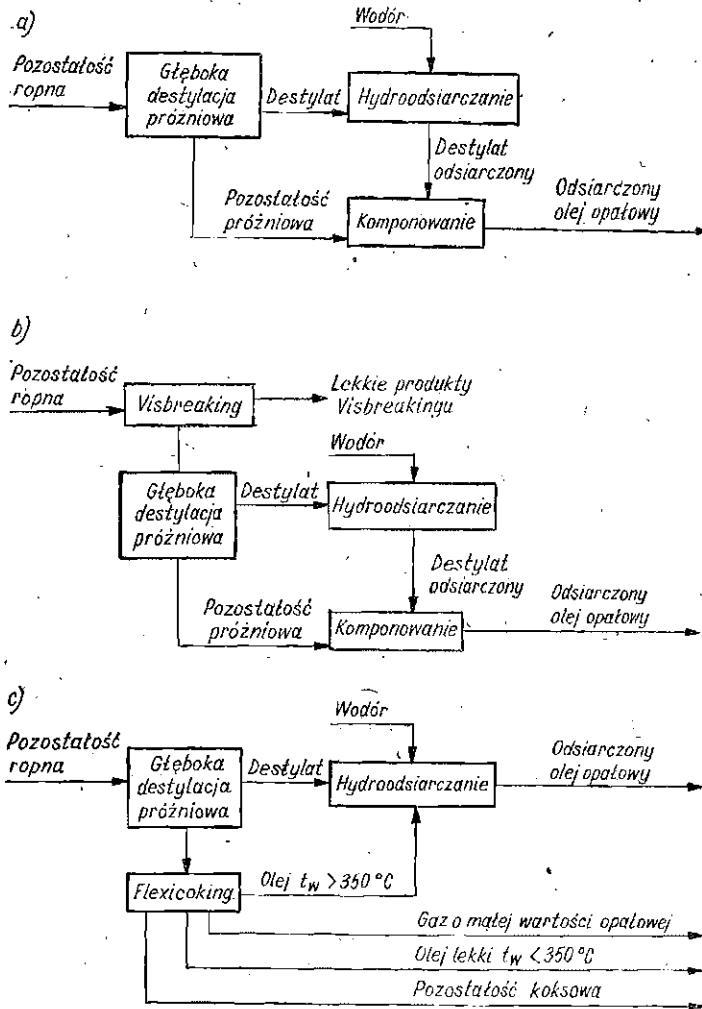 a)
Wodór
Pozostałość
ropna
Głęboka
destylacja
próżniowa
Destylat
Hydroodsiarczanie
Destylat
odsiarczony
Pozostałość
próżniowa
Komponowanie
Odsiarczony
olej opałowy
b)
Pozostałość
ropna
Visbreaking
Lekkie produkty
Visbreakingu
Wodór
Głęboka
destylacja
próżniowa
Destylat
Hydroodsiarczanie
Destylat
odsiarczony
Pozostałość
próżniowa
Komponowanie
Odsiarczony
olej opałowy
c)
Wodór
Pozostałość
ropna
Głęboka
destylacja
próżniowa
Destylat
Hydroodsiarczanie
Odsiarczony
olej opałowy
Flexicoking
Olej tw >350 °C
Gaz o małej wartości opałowej
Olej lekki tw <350 °C
Pozostałość koksowa